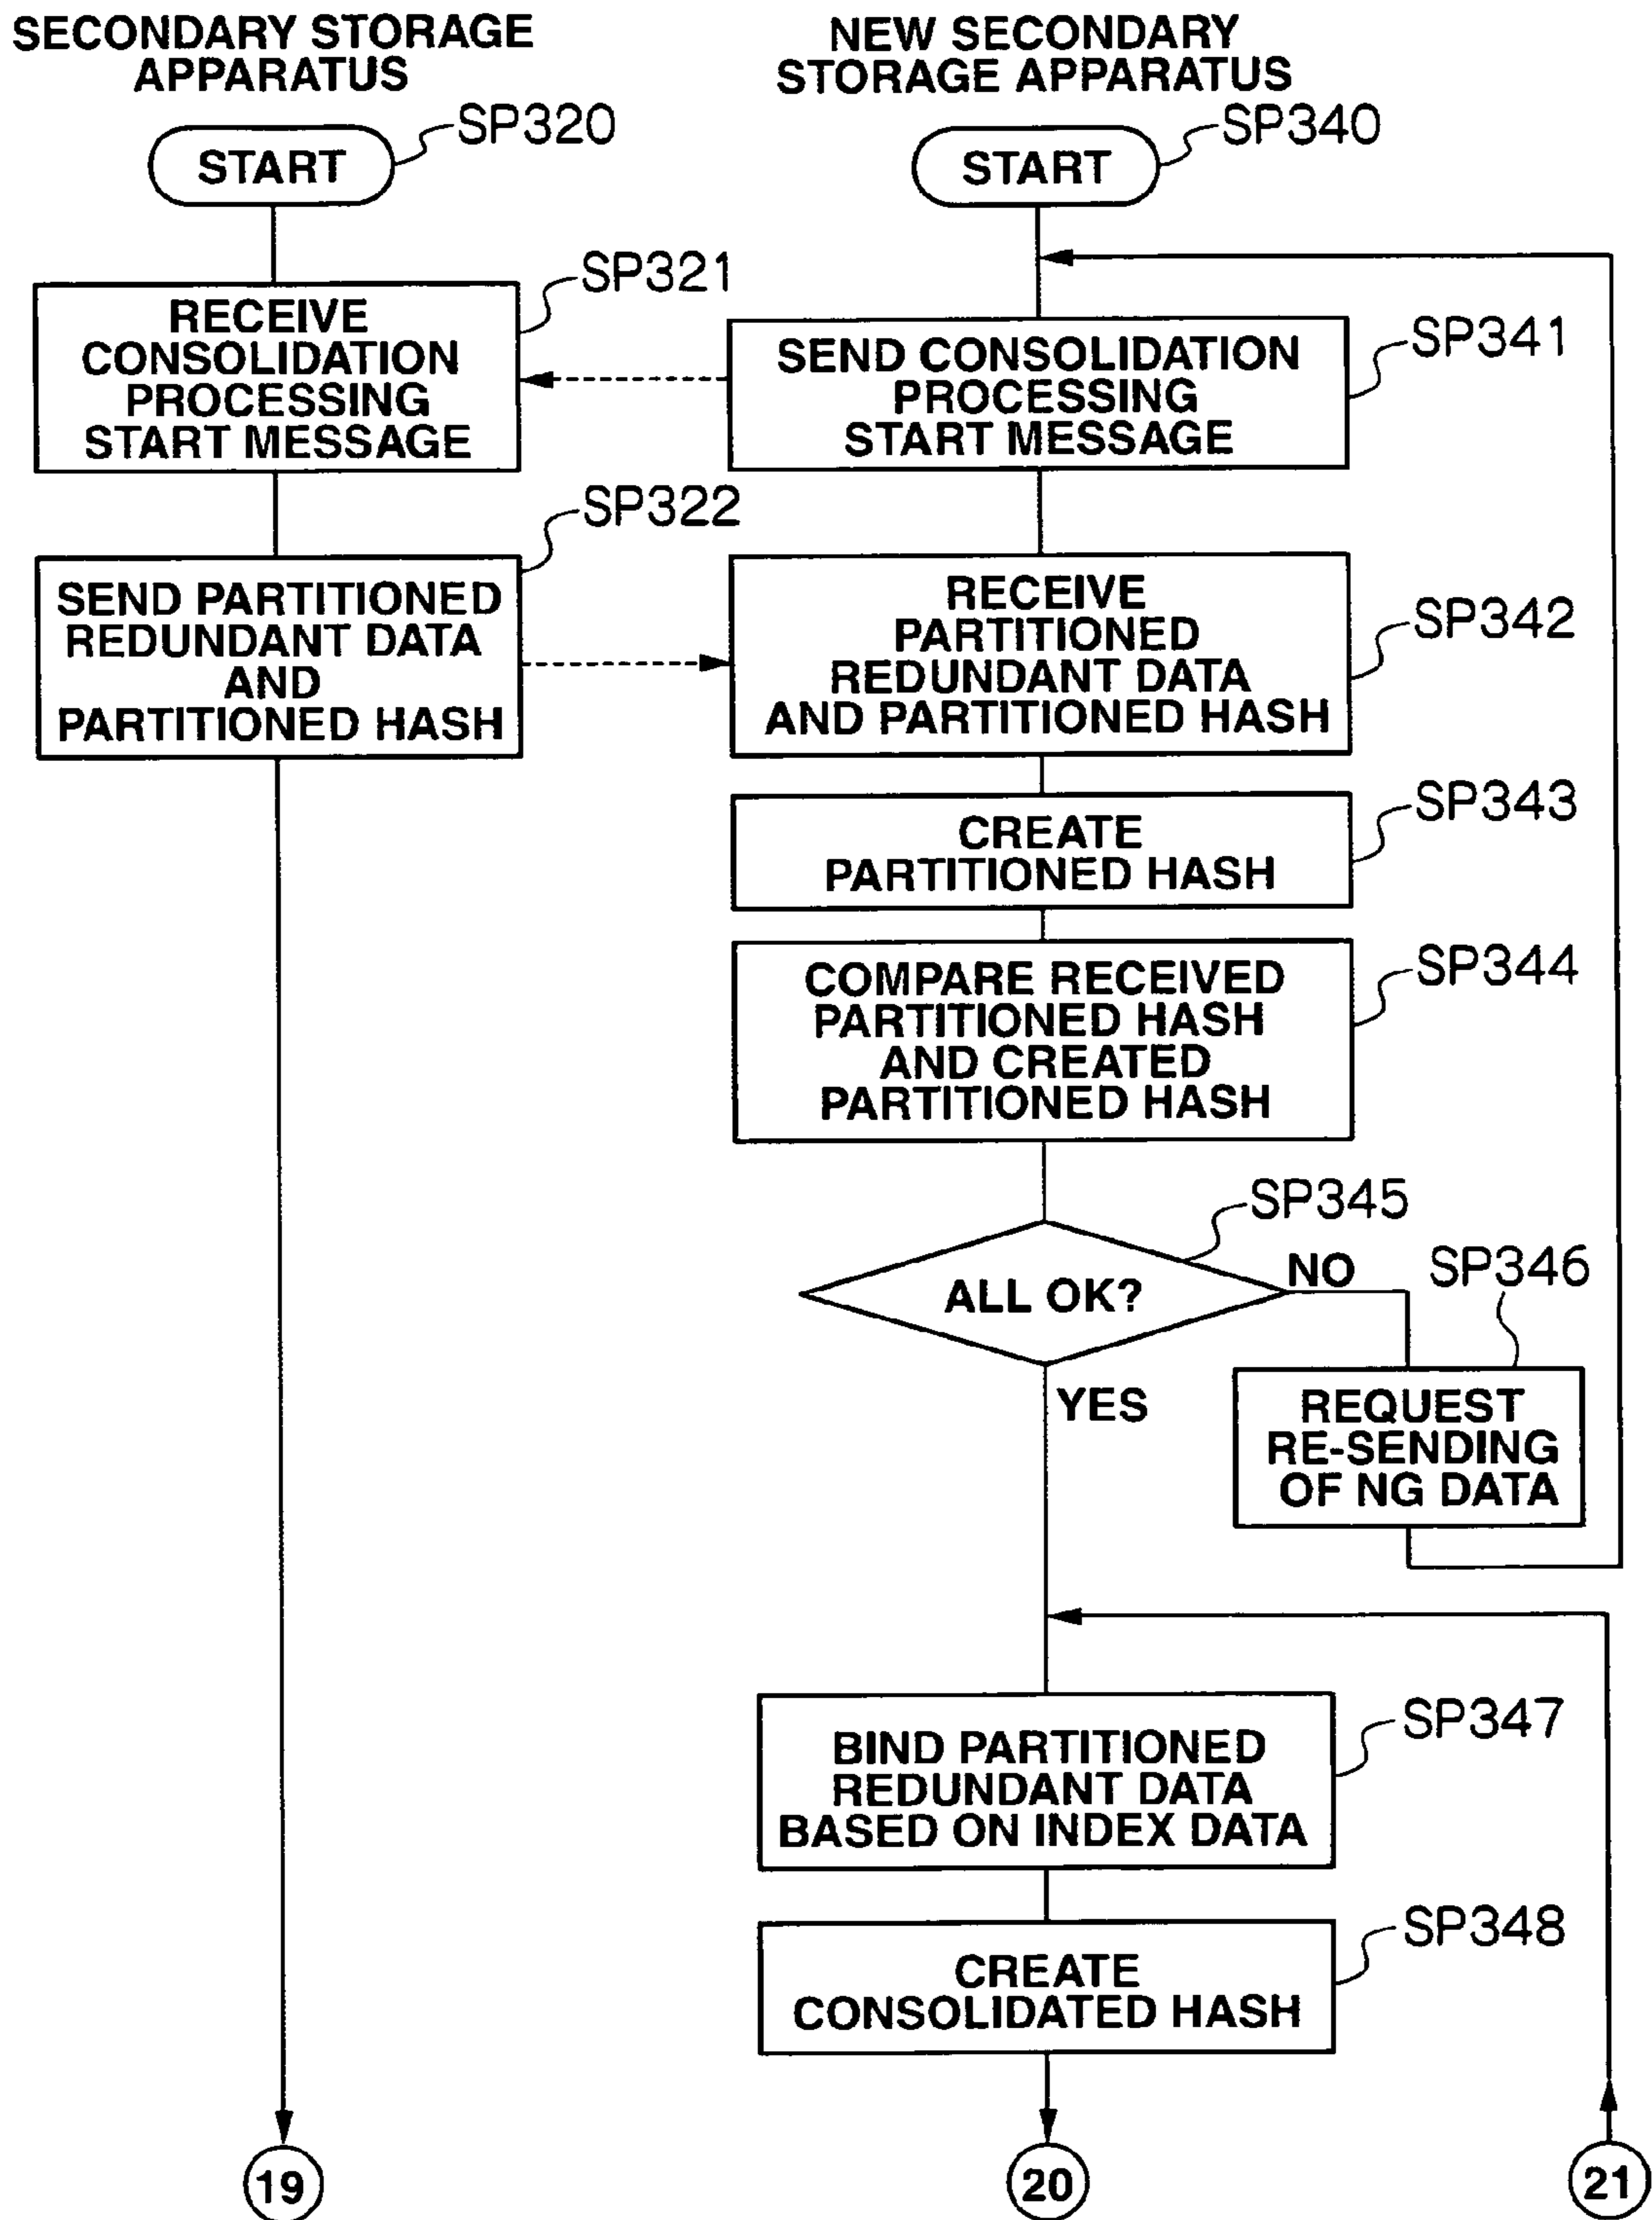 SECONDARY STORAGE
APPARATUS
START
SP320
RECEIVE
CONSOLIDATION
PROCESSING
START MESSAGE
SP321
SEND PARTITIONED
REDUNDANT DATA
AND
PARTITIONED HASH
SP322
19
NEW SECONDARY
STORAGE APPARATUS
START
SP340
SEND CONSOLIDATION
PROCESSING
START MESSAGE
SP341
RECEIVE
PARTITIONED
REDUNDANT DATA
AND PARTITIONED HASH
SP342
CREATE
PARTITIONED HASH
SP343
COMPARE RECEIVED
PARTITIONED HASH
AND CREATED
PARTITIONED HASH
SP344
ALL OK?
SP345
NO
YES
SP346
REQUEST
RE-SENDING
OF NG DATA
BIND PARTITIONED
REDUNDANT DATA
BASED ON INDEX DATA
SP347
CREATE
CONSOLIDATED HASH
SP348
20
21